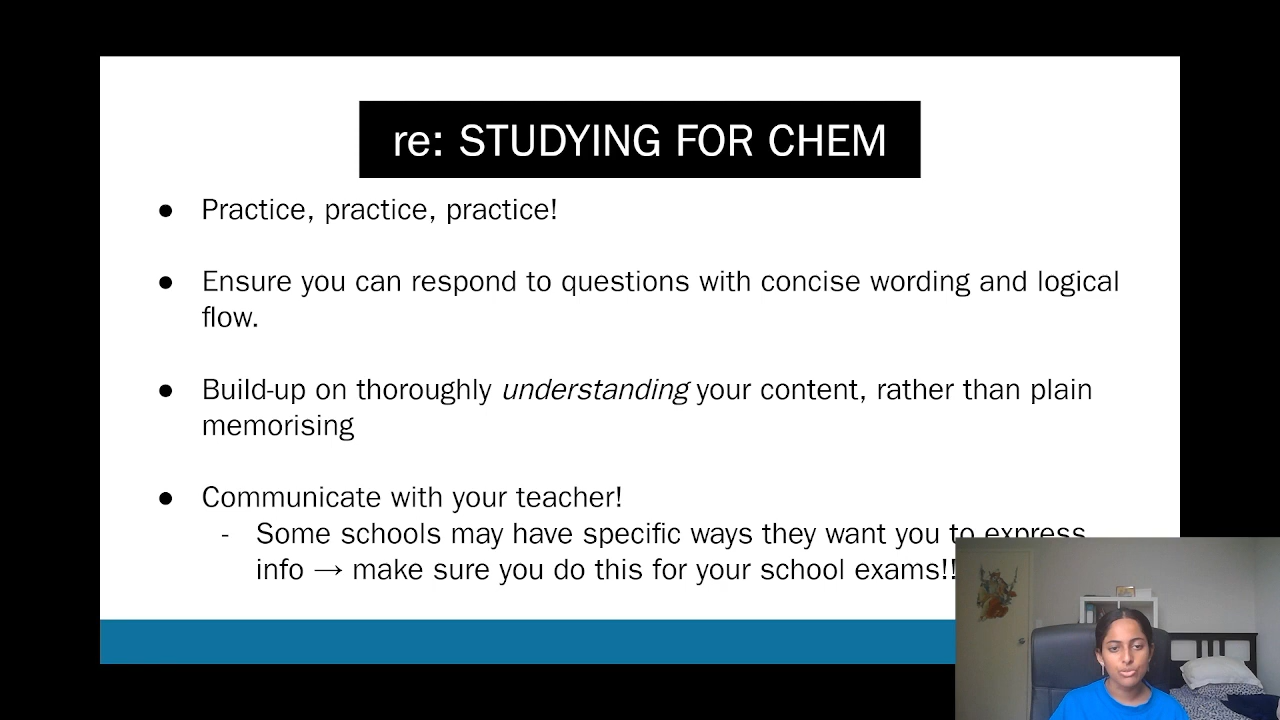 re: STUDYING FOR CHEM
● Practice, practice, practice!
● Ensure you can respond to questions with concise wording and logical
flow.
● Build-up on thoroughly understanding your content, rather than plain
memorising
● Communicate with your teacher!
- Some schools may have specific ways they want you to express
info → make sure you do this for your school exams!!